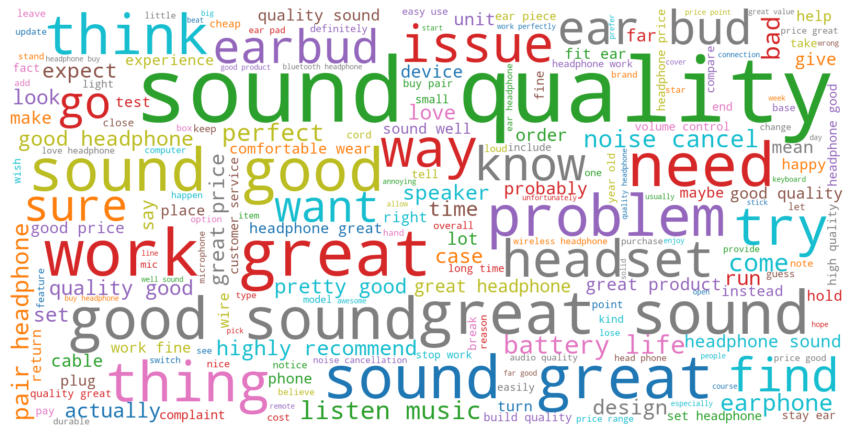 leave
little
cheap
big
beat
easy use
ear piece
work perfectly
prefer
price point
great value
think
issue
ear
bud
bad
help
update
ear pad
definitely
quality sound
unit
start
cover
price great
wrong
earbud
far
take
stand
headphone buy
experience
good product
bluetooth headphone
fit ear
headphone work
brand
connection
give
fact
expect
device
headphone price
compare
add
light
buy pair
fine
star
week
look
go
test
sound quality
small
ear headphone
end
base
make
close
box
keep
love
volume control
change
day
good headphone
perfect
cord
sound well
order
noise cancel
mean
headphone good
love headphone
computer
comfortable wear
loud
include
way
know
need
happy
wish
sound
good
tell
one
year old
quality headphone
usually
keyboard
happen
annoying
speaker
probably
maybe
good quality
sure
say
place
great price
customer service
item
allow
want
right
time
unfortunately
problem
stick
let
try
option
hand
good price
headphone great
overall
lot
wireless headphone
purchase
enjoy
provide
high quality
pair headphone
work
great
line
mic
microphone
case
headset
solid
come
note
well sound
long time
run
guess
feature
buy headphone
quality good
wire
type
pretty good
great headphone
great product
open
instead
hold
set
good
sound
model
awesome
great sound
point
kind
hope
return
work fine
pick
highly recommend
break
reason
battery life
lose
headphone sound
cable
switch
see
stop work
audio quality
head phone
people
price good
nice
noise cancellation
notice
plug
phone
thing
sound great
far good
easily
find
quality great
believe
especially
course
pay
actually
complaint
remote
cost
listen music
turn
build quality
design
price range
set headphone
earphone
stay ear
durable